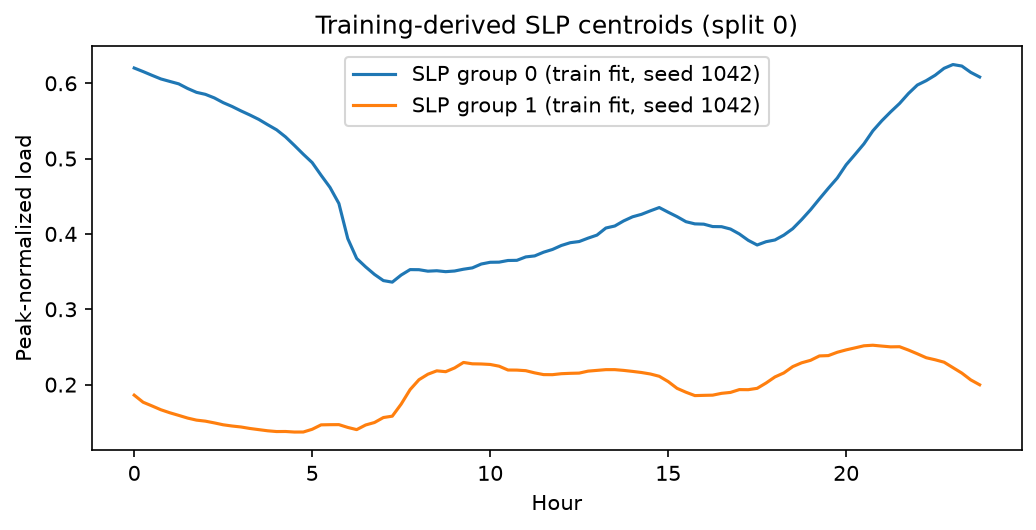 Training-derived SLP centroids (split 0)
SLP group 0 (train fit, seed 1042)
SLP group 1 (train fit, seed 1042)
Peak-normalized load
0.6
0.5
0.4
0.3
0.2
0 5 10 15 20
Hour